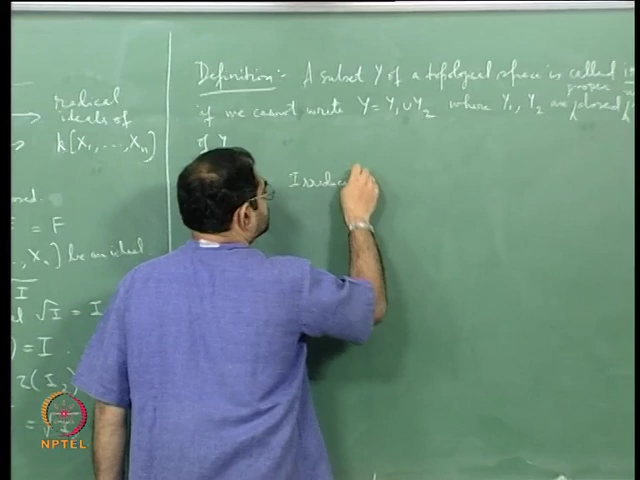 radical
ideals of
k[X₁,...,Xₙ]
= F
, Xₙ] be an ideal
√I = I
) = I
Z(I₂)
Definition:- A subset Y of a topological space is called
if we cannot write Y = Y₁ ∪ Y₂ where Y₁, Y₂ are proper closed
of Y
Irreduc
NPTEL